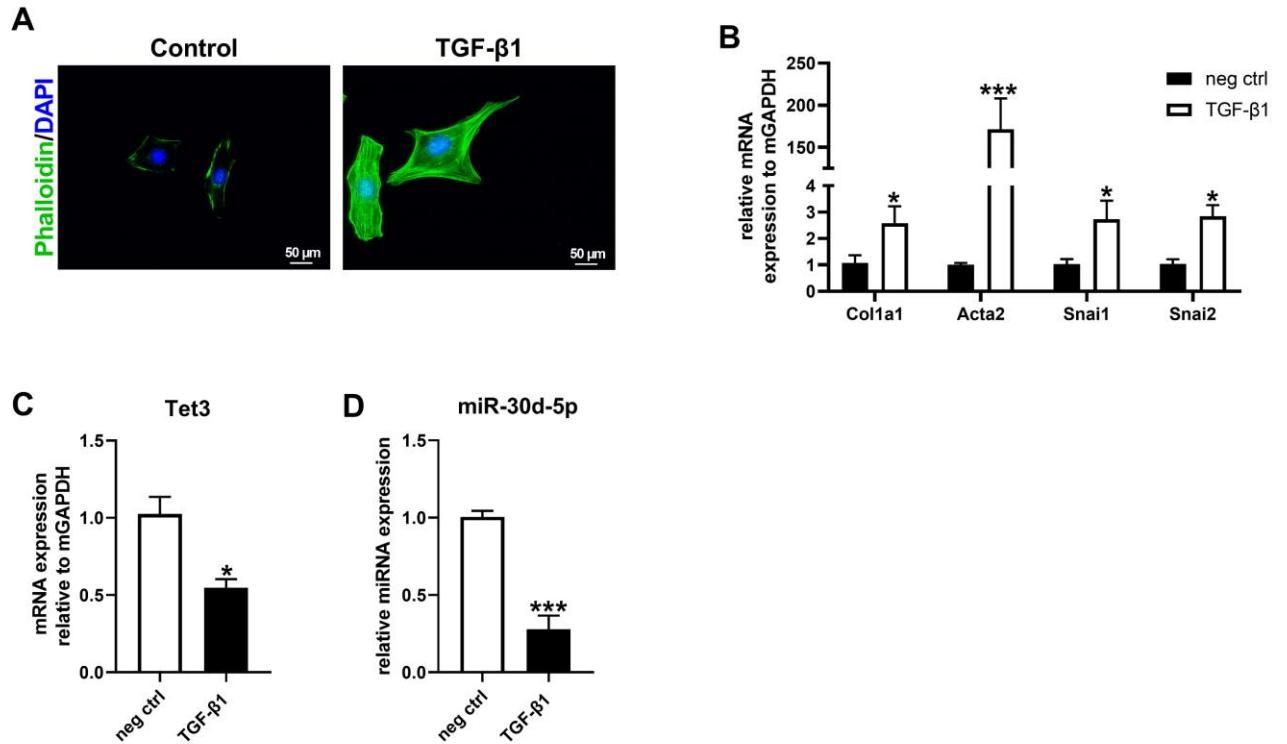 A
Control
TGF-β1
Phalloidin/DAPI
50 µm
50 µm
B
relative mRNA
expression to mGAPDH
250
200
150
4
3
2
1
0
***
*
*
*
neg ctrl
TGF-β1
Col1a1
Acta2
Snai1
Snai2
C
Tet3
mRNA expression
relative to mGAPDH
1.5
1.0
0.5
0.0
*
neg ctrl
TGF-β1
D
miR-30d-5p
relative miRNA expression
1.5
1.0
0.5
0.0
***
neg ctrl
TGF-β1